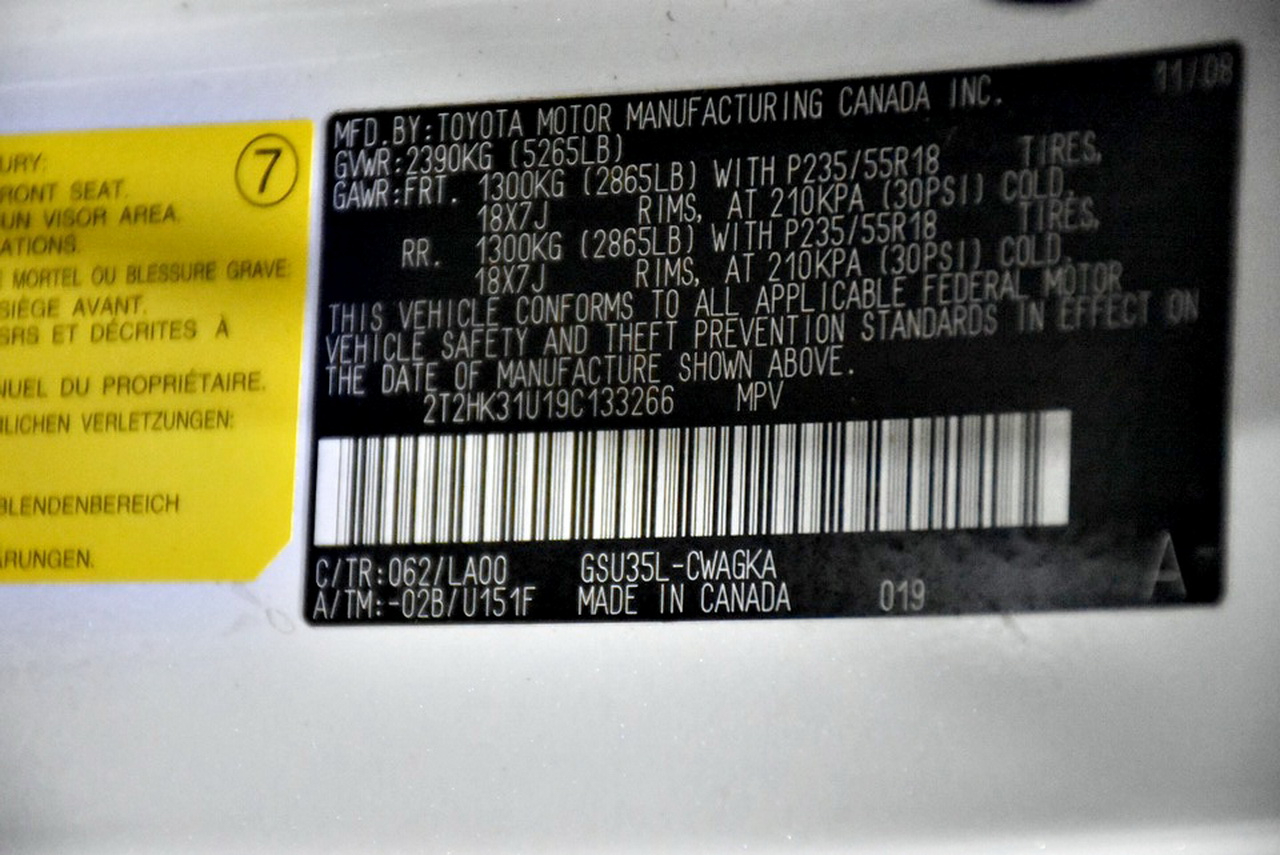 URY:
7
RONT SEAT.
UN VISOR AREA.
ATIONS.
MORTEL OU BLESSURE GRAVE:
SIÈGE AVANT.
SRS ET DÉCRITES À
NUEL DU PROPRIÉTAIRE.
LICHEN VERLETZUNGEN:
BLENDENBEREICH
ÄRUNGEN.
11/08
MFD.BY:TOYOTA MOTOR MANUFACTURING CANADA INC.
GVWR:2390KG (5265LB)
GAWR:FRT. 1300KG (2865LB) WITH P235/55R18 TIRES,
18X7J RIMS, AT 210KPA (30PSI) COLD.
RR. 1300KG (2865LB) WITH P235/55R18 TIRES,
18X7J RIMS, AT 210KPA (30PSI) COLD.
THIS VEHICLE CONFORMS TO ALL APPLICABLE FEDERAL MOTOR
VEHICLE SAFETY AND THEFT PREVENTION STANDARDS IN EFFECT ON
THE DATE OF MANUFACTURE SHOWN ABOVE.
2T2HK31U19C133266 MPV
C/TR:062/LA00 GSU35L-CWAGKA
A/TM:-02B/U151F MADE IN CANADA 019
A